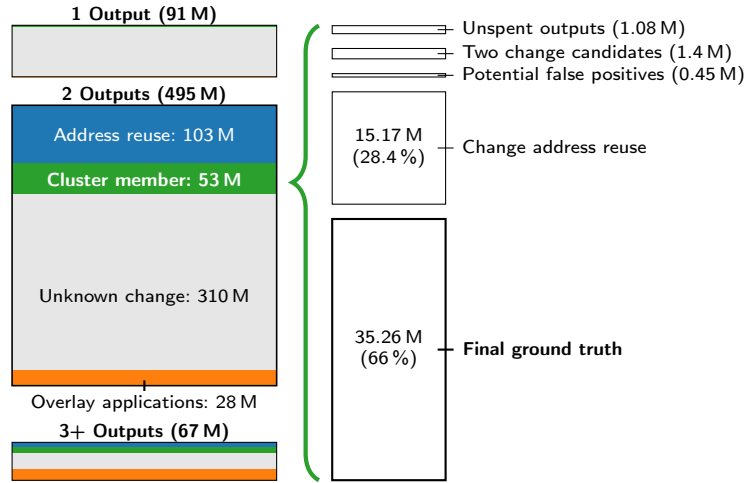 1 Output (91 M)
2 Outputs (495 M)
Address reuse: 103 M
Cluster member: 53 M
Unknown change: 310 M
Overlay applications: 28 M
3+ Outputs (67 M)
Unspent outputs (1.08 M)
Two change candidates (1.4 M)
Potential false positives (0.45 M)
15.17 M
(28.4 %)
Change address reuse
35.26 M
(66 %)
Final ground truth